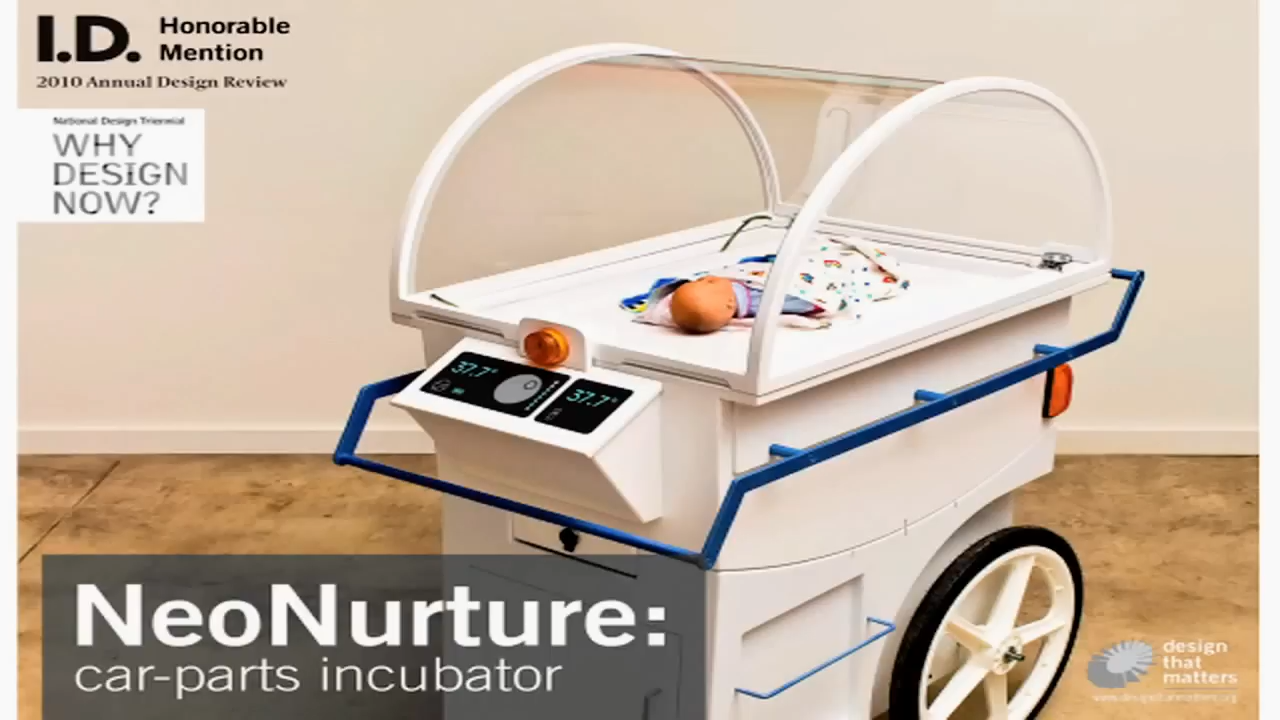 I.D. Honorable
Mention
2010 Annual Design Review
National Design Triennial
WHY
DESIGN
NOW?
37.7°
37.7°
NeoNurture:
car-parts incubator
design
that
matters